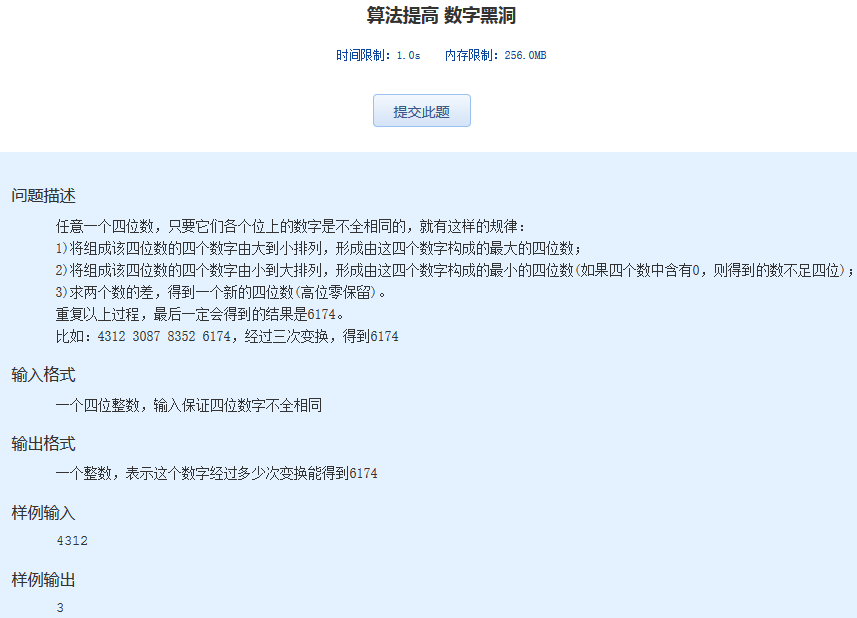 算法提高 数字黑洞
时间限制：1.0s 内存限制：256.0MB
提交此题
问题描述
任意一个四位数，只要它们各个位上的数字是不全相同的，就有这样的规律：
1)将组成该四位数的四个数字由大到小排列，形成由这四个数字构成的最大的四位数；
2)将组成该四位数的四个数字由小到大排列，形成由这四个数字构成的最小的四位数(如果四个数中含有0，则得到的数不足四位)；
3)求两个数的差，得到一个新的四位数(高位零保留)。
重复以上过程，最后一定会得到的结果是6174。
比如：4312 3087 8352 6174，经过三次变换，得到6174
输入格式
一个四位整数，输入保证四位数字不全相同
输出格式
一个整数，表示这个数字经过多少次变换能得到6174
样例输入
4312
样例输出
3